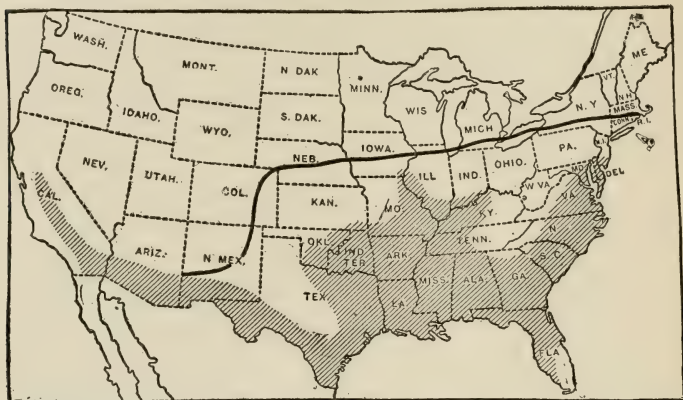 WASH.
MONT.
N DAK
MINN.
ME
VT.
N.H
OREG.
IDAHO.
WYO.
S. DAK.
WIS
MICH
N.Y
MASS.
CONN.
R.I.
NEB.
IOWA.
PA.
N.J.
NEV.
UTAH.
COL.
KAN.
MO.
ILL
IND.
OHIO.
W VA.
MD.
DEL
VA.
CAL.
KY.
ARIZ.
N MEX.
OKL.
IND
TER
ARK.
TENN.
N
S. C.
TEX
LA.
MISS.
ALA.
GA.
FLA